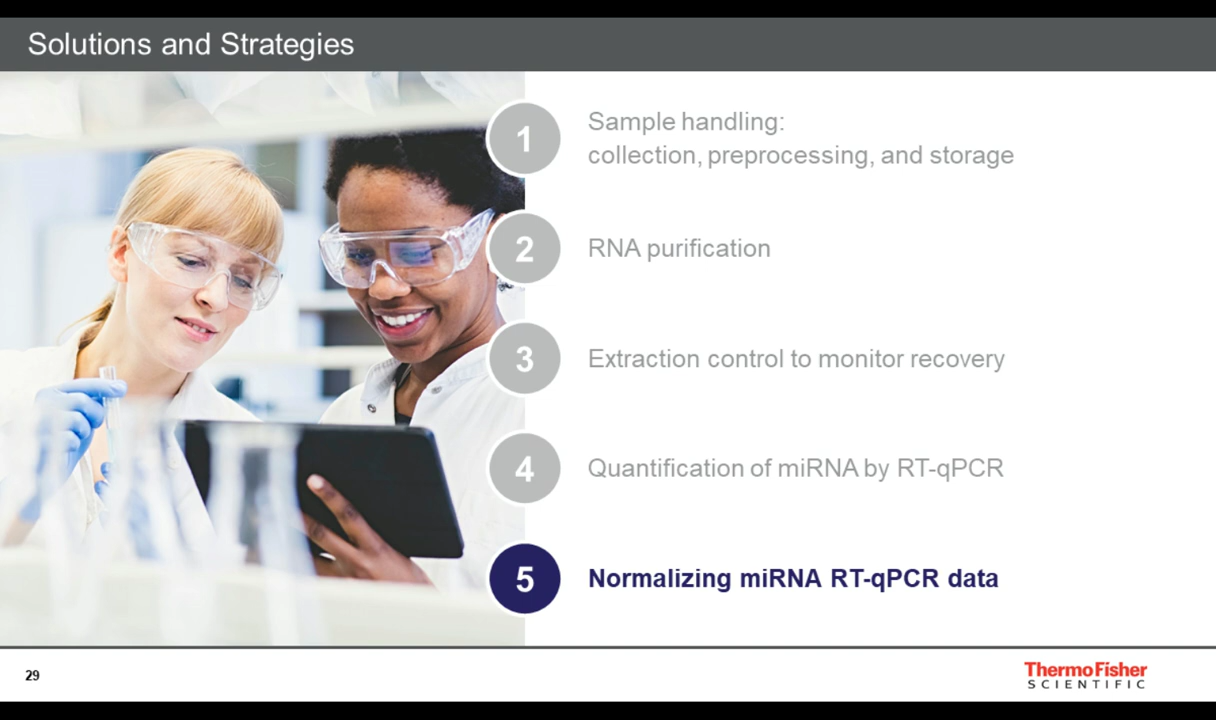 Solutions and Strategies
1
Sample handling:
collection, preprocessing, and storage
2
RNA purification
3
Extraction control to monitor recovery
4
Quantification of miRNA by RT-qPCR
5
Normalizing miRNA RT-qPCR data
29
ThermoFisher
SCIENTIFIC